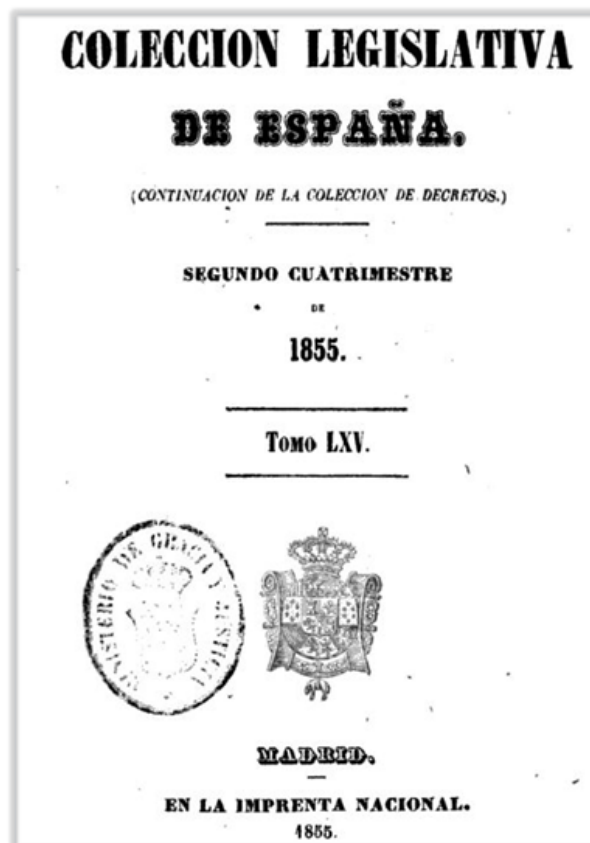 COLECCION LEGISLATIVA
DE ESPAÑA.
(CONTINUACION DE LA COLECCION DE DECRETOS.)
SEGUNDO CUATRIMESTRE
DE
1855.
TOMO LXV.
MINISTERIO DE GRACIA Y JUSTICIA
MADRID.
EN LA IMPRENTA NACIONAL.
1855.